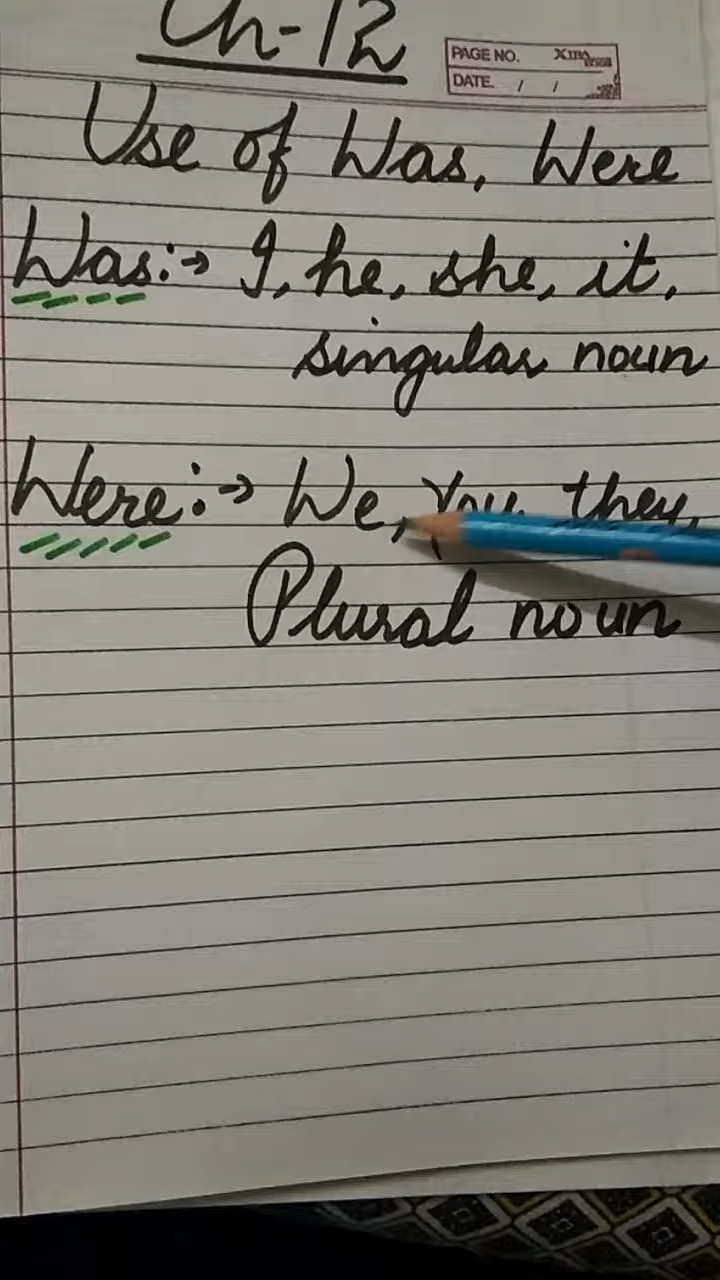 Ch-12
PAGE NO.
DATE / /
Use of Was, Were
Was:→ I, he, she, it,
singular noun
Were:→ We, You, they,
Plural noun